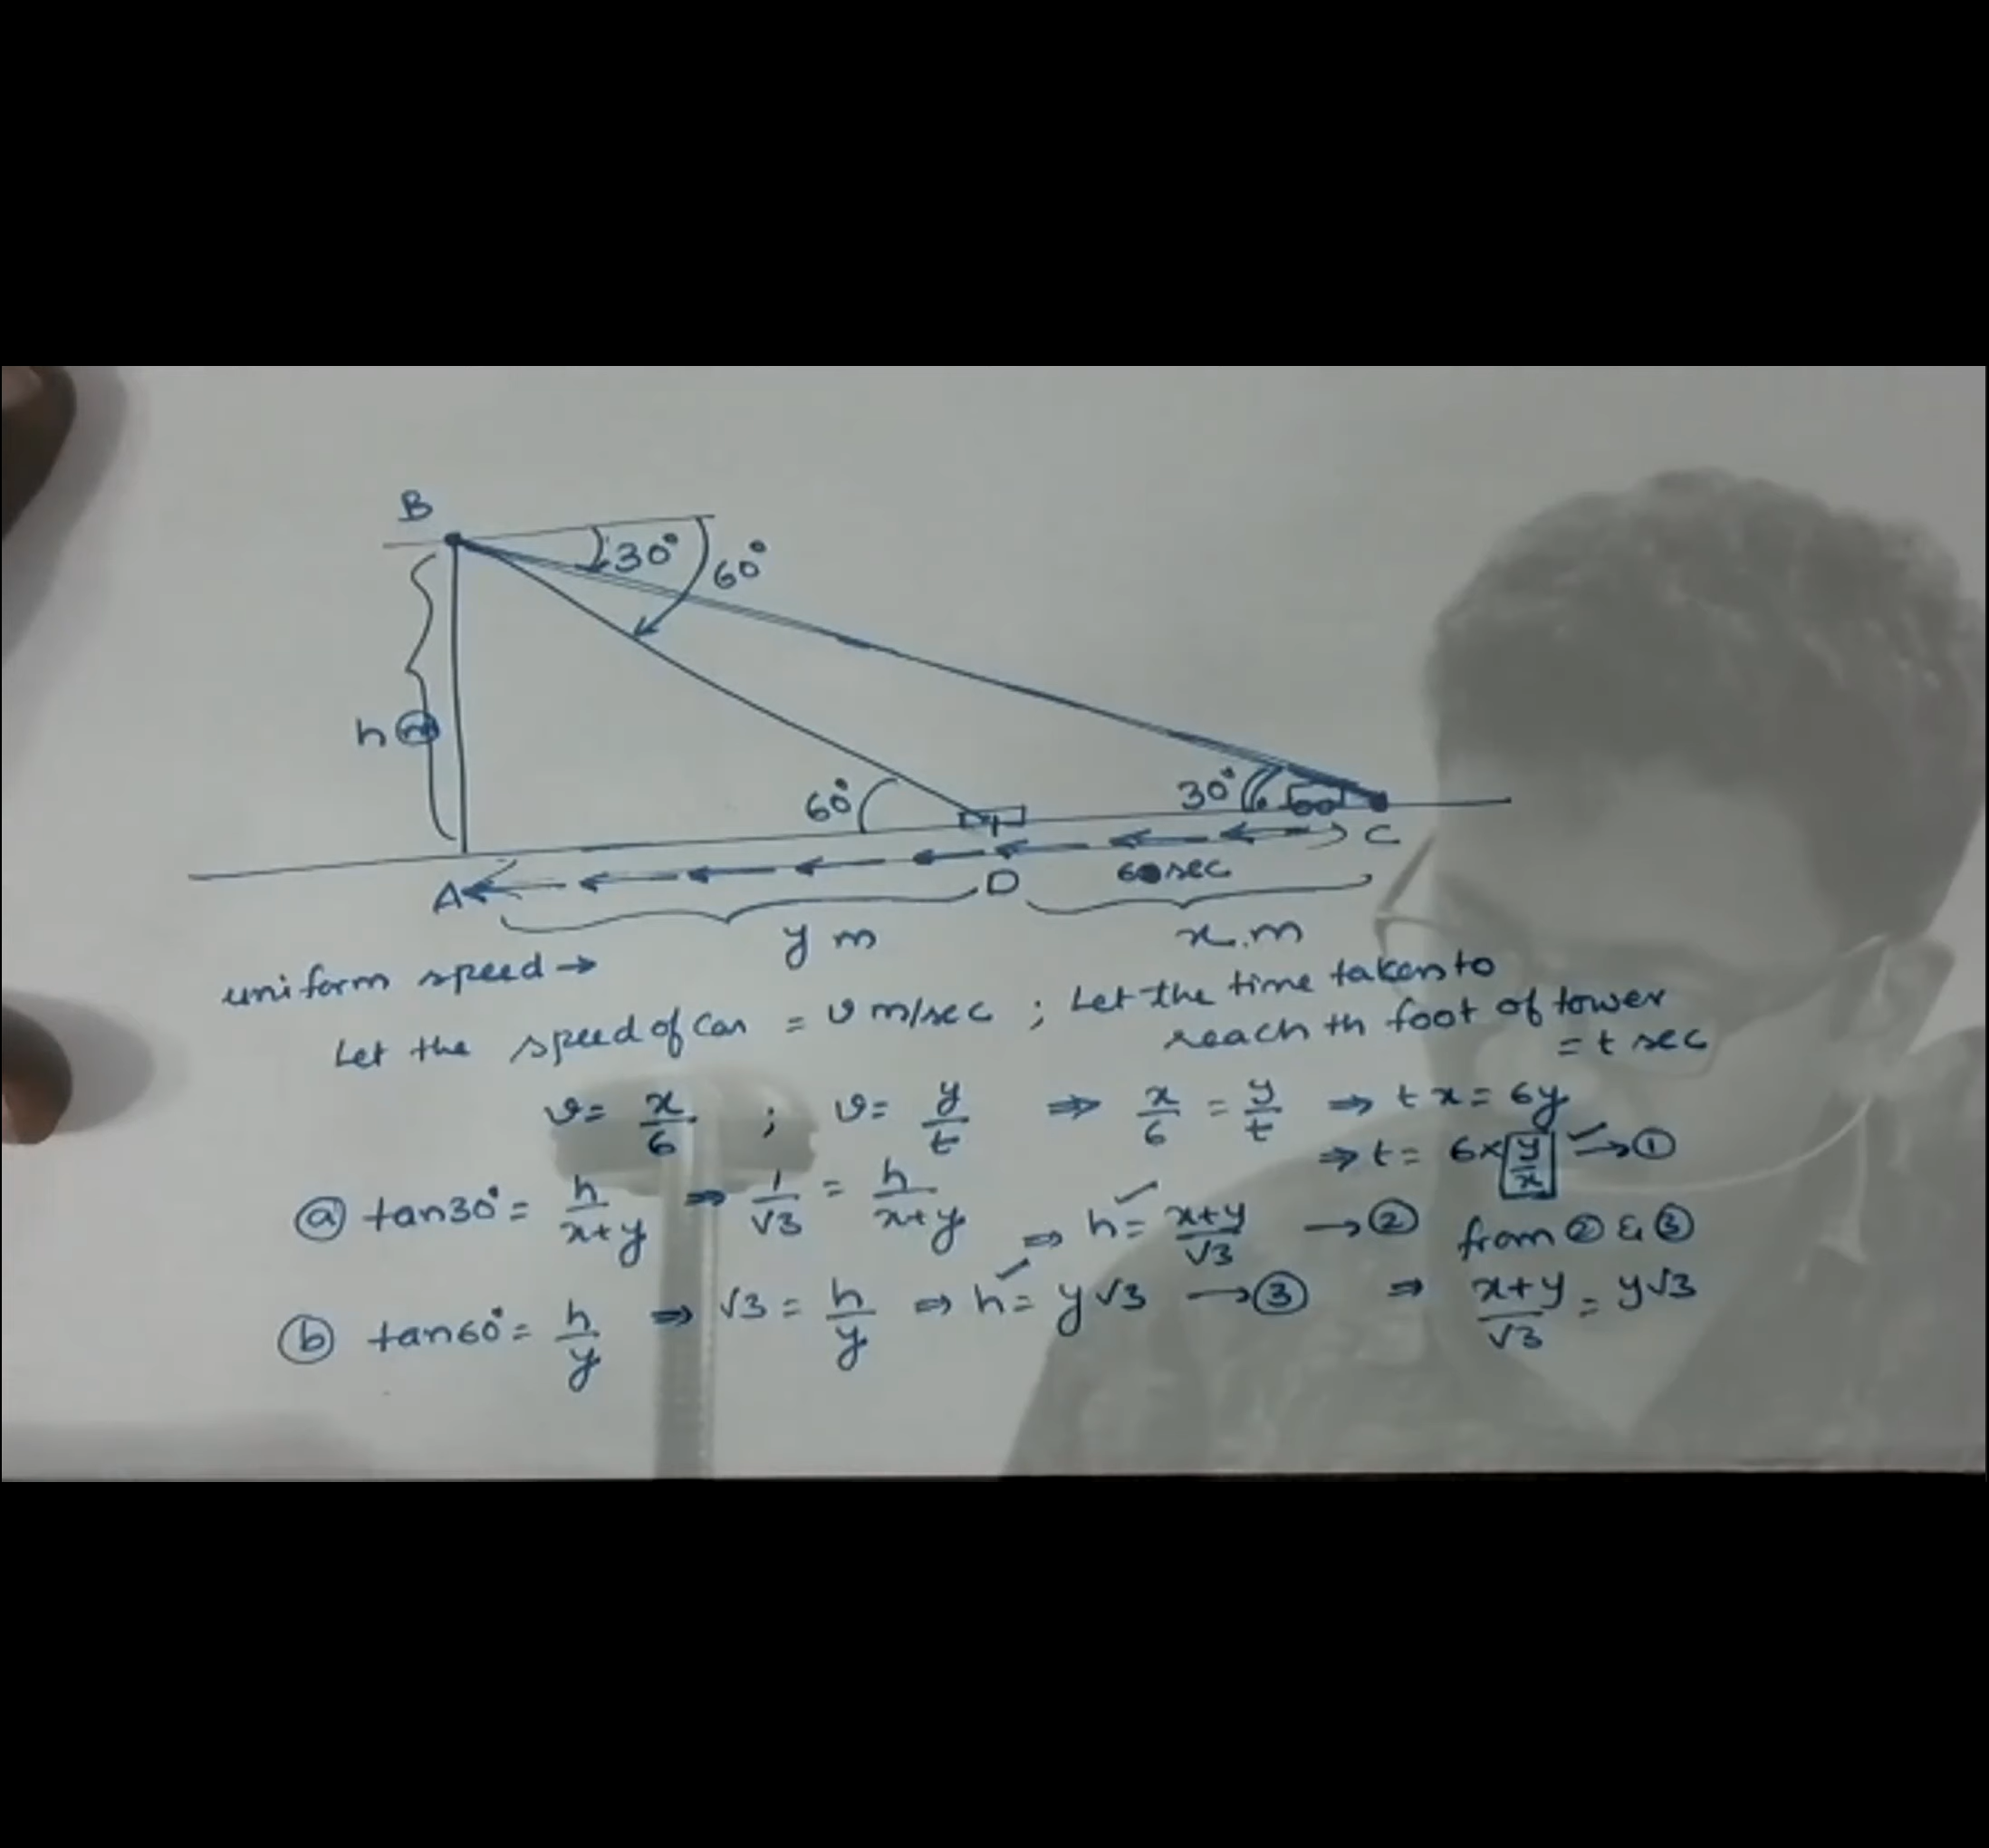 B
30°
60°
h m
60°
30°
C
A
D
6 sec
y m
x.m
uniform speed →
Let the speed of car = v m/sec ; Let the time taken to
reach th foot of tower
= t sec
v = x/6 ; v = y/t ⇒ x/6 = y/t ⇒ t x = 6y
⇒ t = 6 × y/x → ①
ⓐ tan30° = h/x+y ⇒ 1/√3 = h/x+y ⇒ h = x+y/√3 → ② from ② & ③
ⓑ tan60° = h/y ⇒ √3 = h/y ⇒ h = y√3 → ③ ⇒ x+y/√3 = y√3